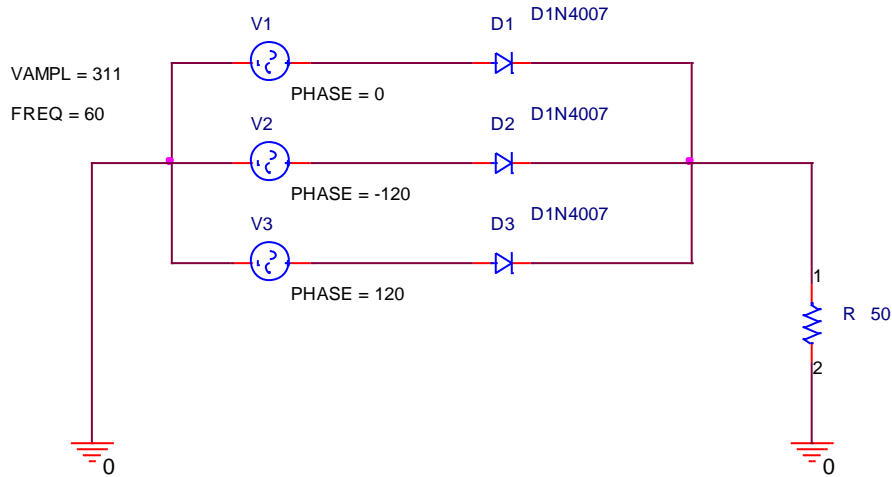 V1
D1
D1N4007
VAMPL = 311
PHASE = 0
FREQ = 60
V2
D2
D1N4007
PHASE = -120
V3
D3
D1N4007
PHASE = 120
1
R 50
2
0
0